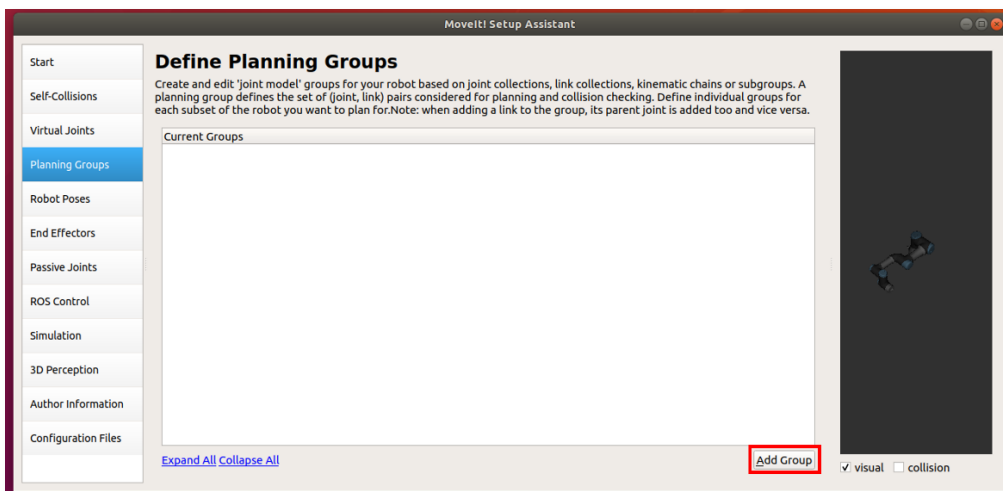 MoveIt! Setup Assistant
Start
Self-Collisions
Virtual Joints
Planning Groups
Robot Poses
End Effectors
Passive Joints
ROS Control
Simulation
3D Perception
Author Information
Configuration Files
Define Planning Groups
Create and edit 'joint model' groups for your robot based on joint collections, link collections, kinematic chains or subgroups. A
planning group defines the set of (joint, link) pairs considered for planning and collision checking. Define individual groups for
each subset of the robot you want to plan for.Note: when adding a link to the group, its parent joint is added too and vice versa.
Current Groups
Expand All Collapse All
Add Group
visual collision